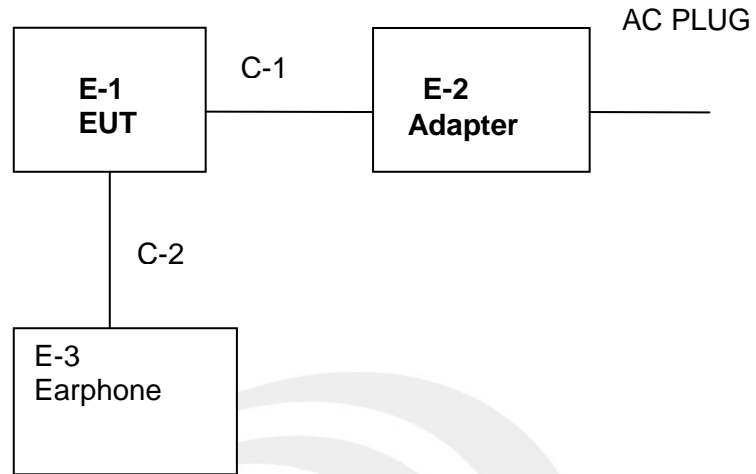 AC PLUG
C-1
E-1
EUT
E-2
Adapter
C-2
E-3
Earphone